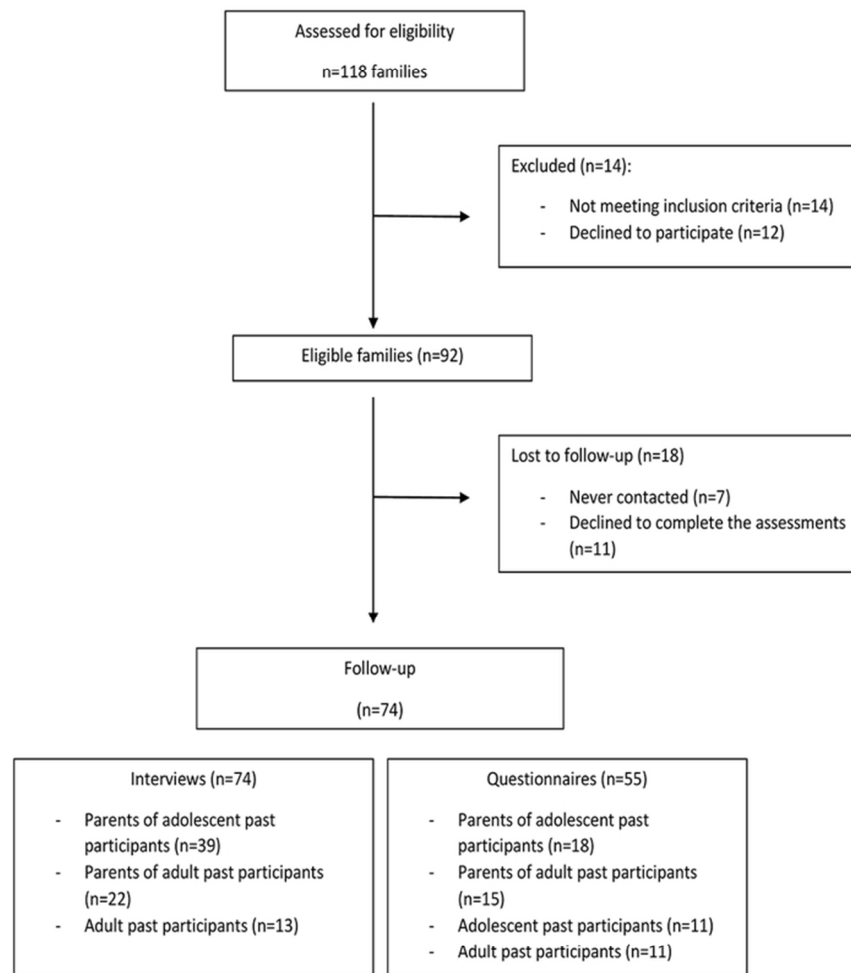 Assessed for eligibility
n=118 families
Excluded (n=14):
- Not meeting inclusion criteria (n=14)
- Declined to participate (n=12)
Eligible families (n=92)
Lost to follow-up (n=18)
- Never contacted (n=7)
- Declined to complete the assessments
(n=11)
Follow-up
(n=74)
Interviews (n=74)
- Parents of adolescent past
participants (n=39)
- Parents of adult past participants
(n=22)
- Adult past participants (n=13)
Questionnaires (n=55)
- Parents of adolescent past
participants (n=18)
- Parents of adult past participants
(n=15)
- Adolescent past participants (n=11)
- Adult past participants (n=11)